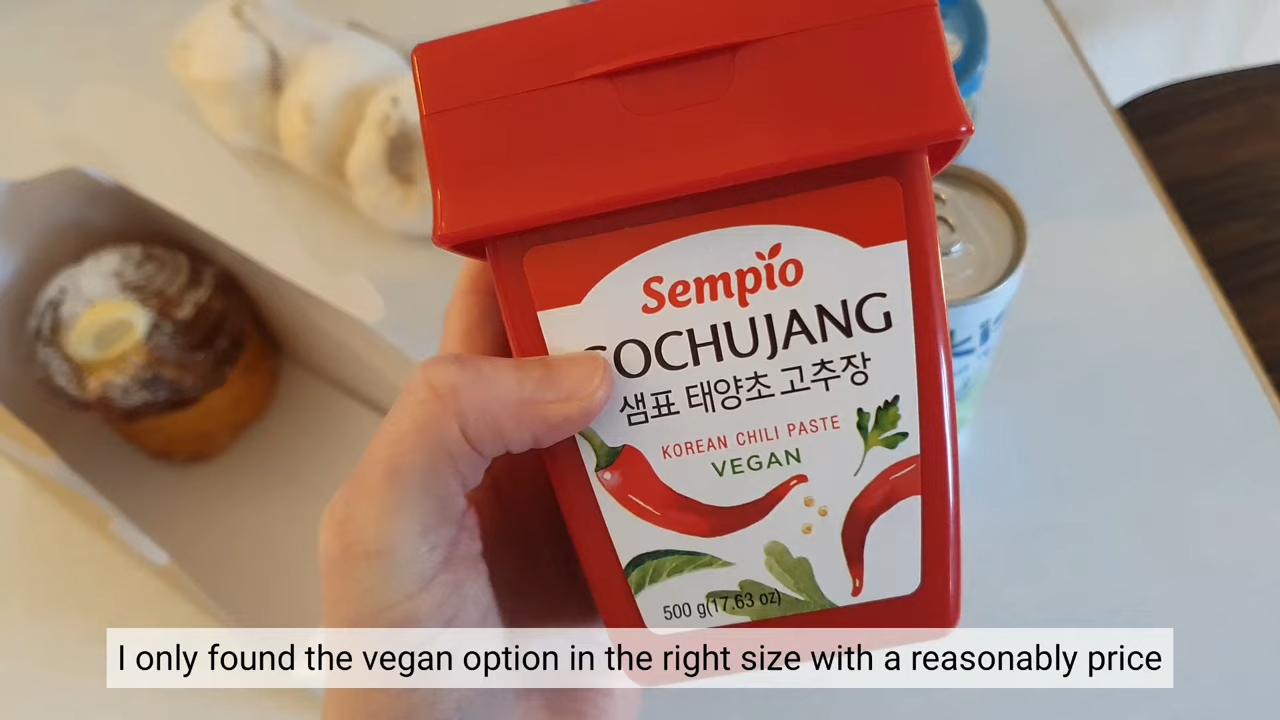 Sempio
GOCHUJANG
샘표 태양초 고추장
KOREAN CHILI PASTE
VEGAN
500 g(17.63 oz)
I only found the vegan option in the right size with a reasonably price